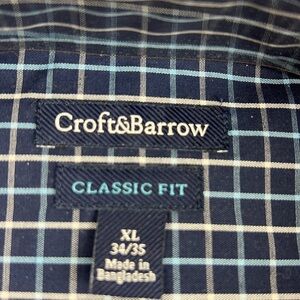 Croft&Barrow
CLASSIC FIT
XL
34/35
Made in
Bangladesh